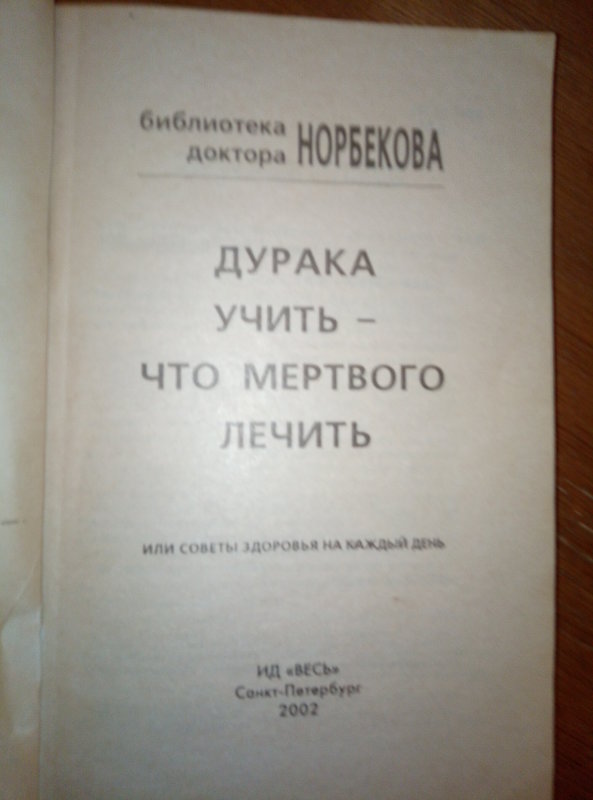 библиотека
доктора НОРБЕКОВА
ДУРАКА
УЧИТЬ –
ЧТО МЕРТВОГО
ЛЕЧИТЬ
ИЛИ СОВЕТЫ ЗДОРОВЬЯ НА КАЖДЫЙ ДЕНЬ
ИД «ВЕСЬ»
Санкт-Петербург
2002